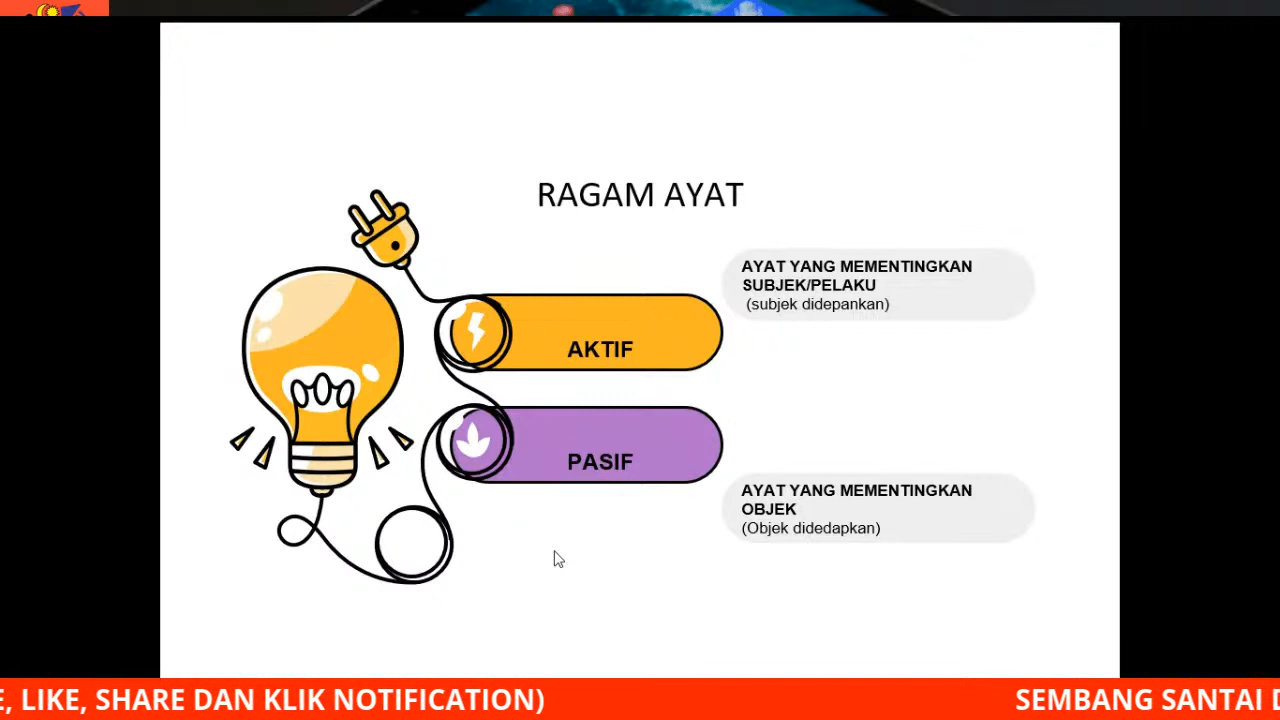 RAGAM AYAT
AYAT YANG MEMENTINGKAN
SUBJEK/PELAKU
(subjek didepankan)
AKTIF
PASIF
AYAT YANG MEMENTINGKAN
OBJEK
(Objek didedapkan)
E, LIKE, SHARE DAN KLIK NOTIFICATION)
SEMBANG SANTAI D